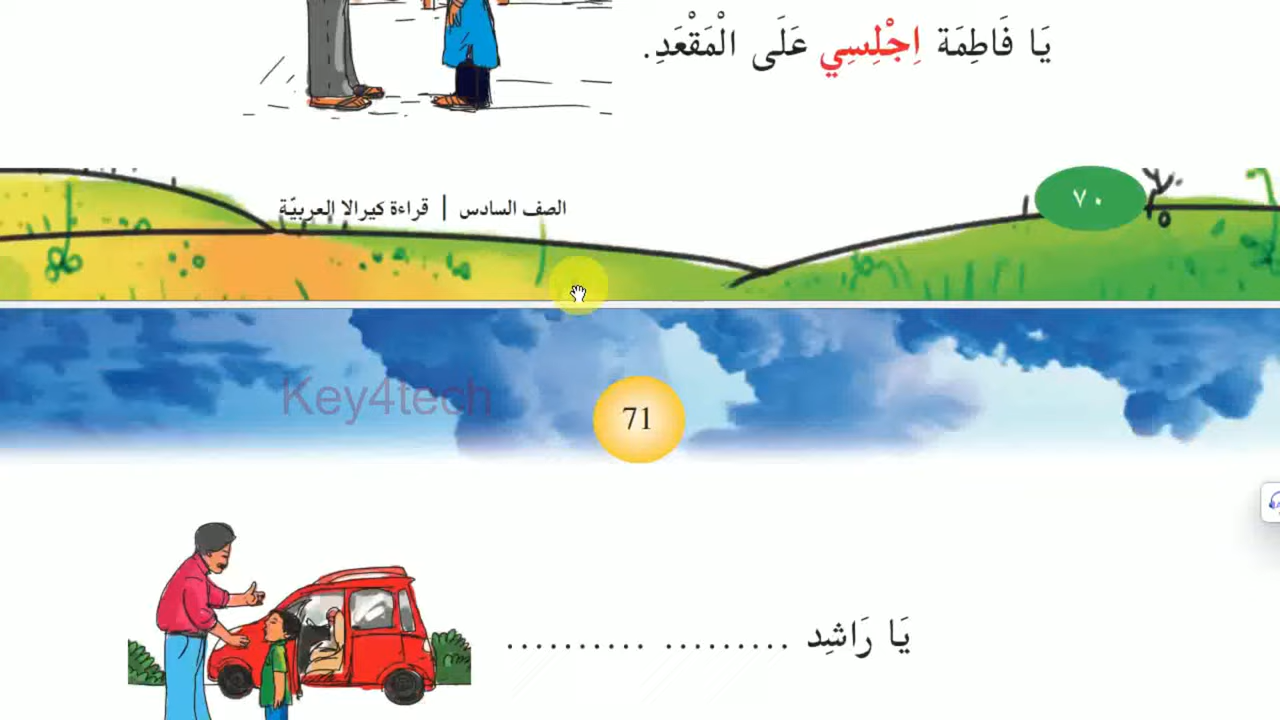 يَا فَاطِمَة اِجْلِسِي عَلَى الْمَقْعَدِ.
٧٠
الصف السادس | قراءة كيرالا العربيّة
Key4tech
71
يَا رَاشِد ......... ..........